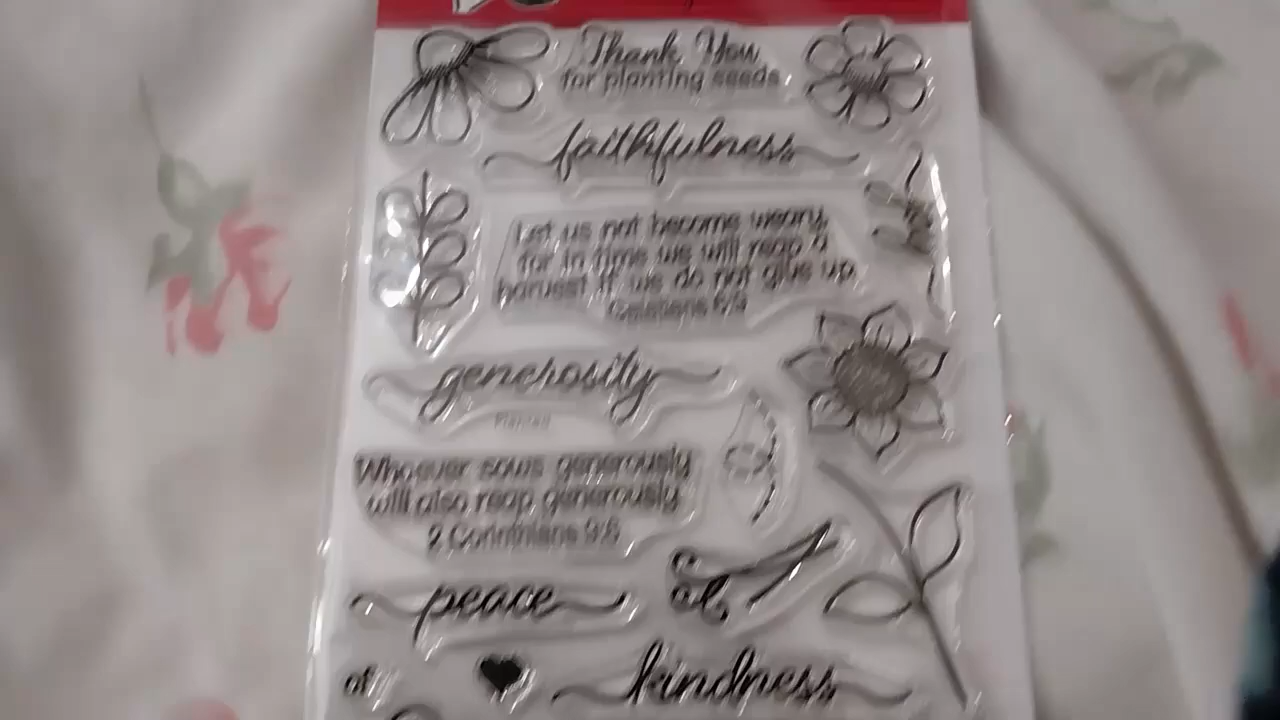 Thank You
for planting seeds
faithfulness
Let us not become weary,
for in time we will reap a
harvest if we do not give up.
Galatians 6:9
generosity
Whoever sows generously
will also reap generously
2 Corinthians 9:6
peace
of
kindness